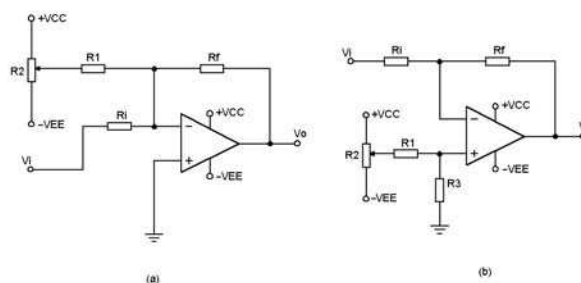 +VCC
R1
Rf
R2
+VCC
Ri
−
Vo
−VEE
+
Vi
−VEE
(a)
Vi
Ri
Rf
+VCC
+VCC
−
R1
R2
+
V
−VEE
R3
−VEE
(b)